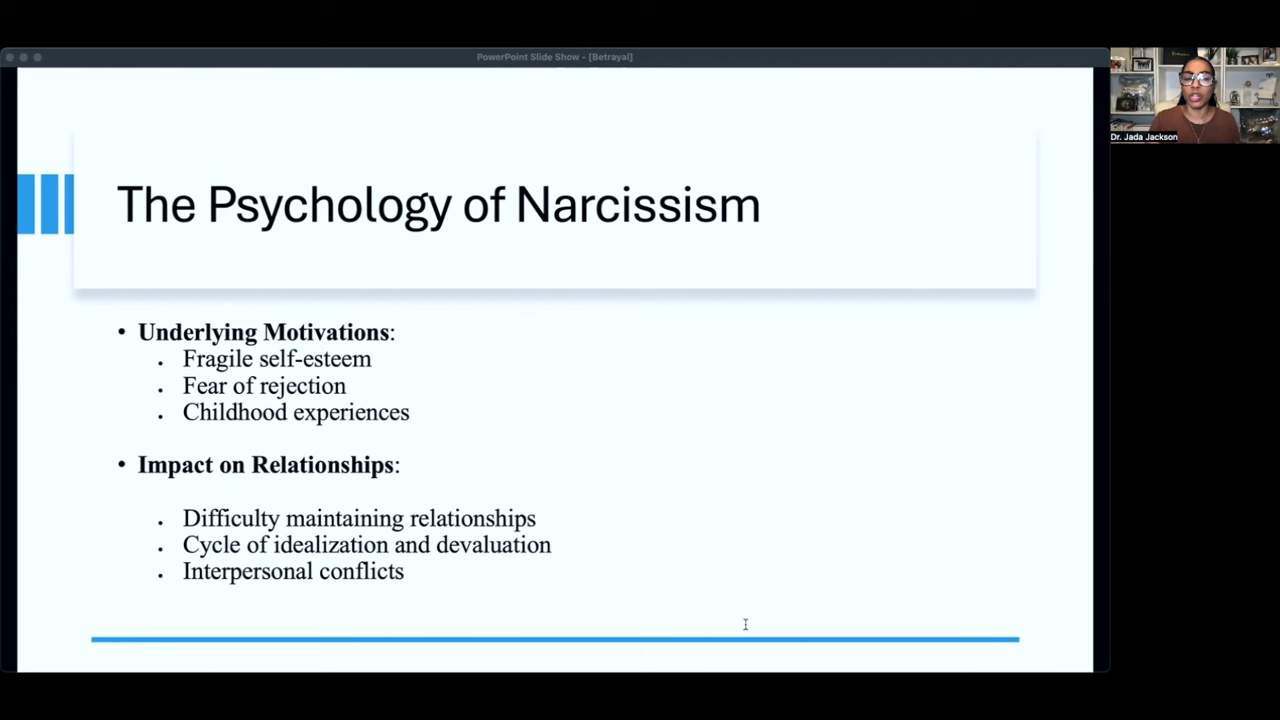 PowerPoint Slide Show - [Betrayal]
Dr. Jada Jackson
The Psychology of Narcissism
• Underlying Motivations:
• Fragile self-esteem
• Fear of rejection
• Childhood experiences
• Impact on Relationships:
• Difficulty maintaining relationships
• Cycle of idealization and devaluation
• Interpersonal conflicts